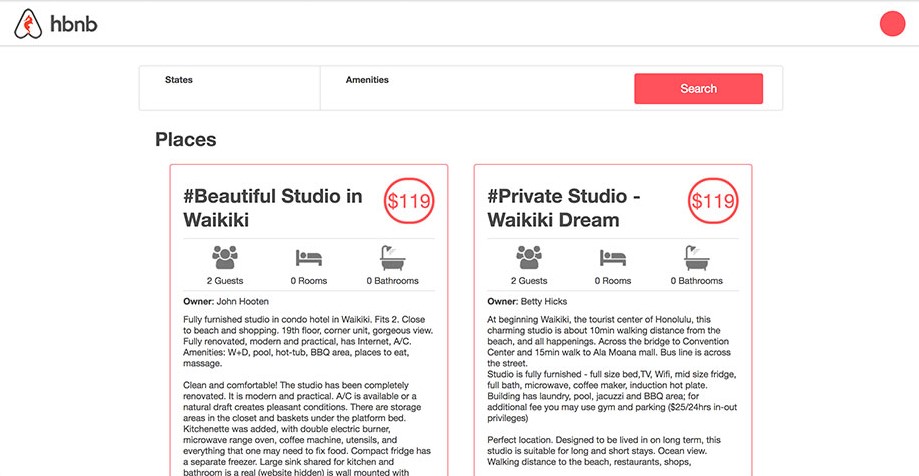 hbnb
States
Amenities
Search
Places
#Beautiful Studio in
Waikiki
$119
2 Guests
0 Rooms
0 Bathrooms
Owner: John Hooten
Fully furnished studio in condo hotel in Waikiki. Fits 2. Close
to beach and shopping. 19th floor, corner unit, gorgeous view.
Fully renovated, modern and practical, has Internet, A/C.
Amenities: W+D, pool, hot-tub, BBQ area, places to eat,
massage.
Clean and comfortable! The studio has been completely
renovated. It is modern and practical. A/C is available or a
natural draft creates pleasant conditions. There are storage
areas in the closet and baskets under the platform bed.
Kitchenette was added, with double electric burner,
microwave range oven, coffee machine, utensils, and
everything that one may need to fix food. Compact fridge has
a separate freezer. Large sink shared for kitchen and
bathroom is a real (website hidden) is wall mounted with
#Private Studio -
Waikiki Dream
$119
2 Guests
0 Rooms
0 Bathrooms
Owner: Betty Hicks
At beginning Waikiki, the tourist center of Honolulu, this
charming studio is about 10min walking distance from the
beach, and all happenings. Across the bridge to Convention
Center and 15min walk to Ala Moana mall. Bus line is across
the street.
Studio is fully furnished - full size bed,TV, Wifi, mid size fridge,
full bath, microwave, coffee maker, induction hot plate.
Building has laundry, pool, jacuzzi and BBQ area; for
additional fee you may use gym and parking ($25/24hrs in-out
privileges)
Perfect location. Designed to be lived in on long term, this
studio is suitable for long and short stays. Ocean view.
Walking distance to the beach, restaurants, shops,